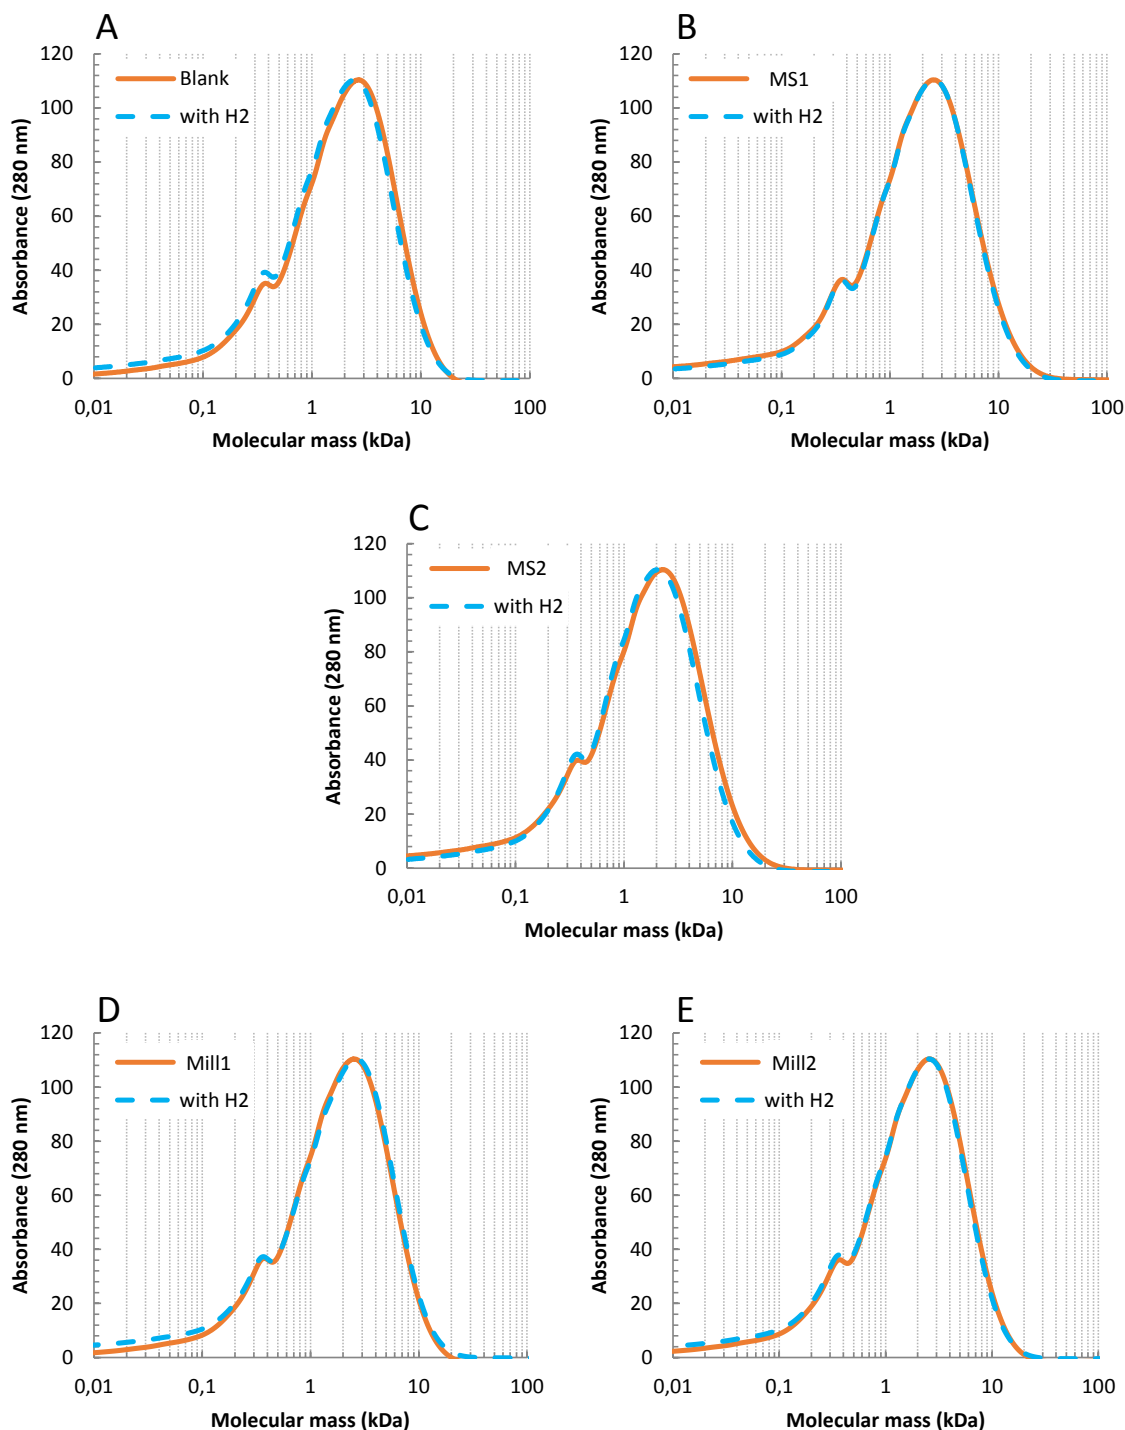 A
Absorbance (280 nm)
120
100
80
60
40
20
0
Blank
with H2
0,01 0,1 1 10 100
Molecular mass (kDa)
B
Absorbance (280 nm)
120
100
80
60
40
20
0
MS1
with H2
0,01 0,1 1 10 100
Molecular mass (kDa)
C
Absorbance (280 nm)
120
100
80
60
40
20
0
MS2
with H2
0,01 0,1 1 10 100
Molecular mass (kDa)
D
Absorbance (280 nm)
120
100
80
60
40
20
0
Mill1
with H2
0,01 0,1 1 10 100
Molecular mass (kDa)
E
Absorbance (280 nm)
120
100
80
60
40
20
0
Mill2
with H2
0,01 0,1 1 10 100
Molecular mass (kDa)